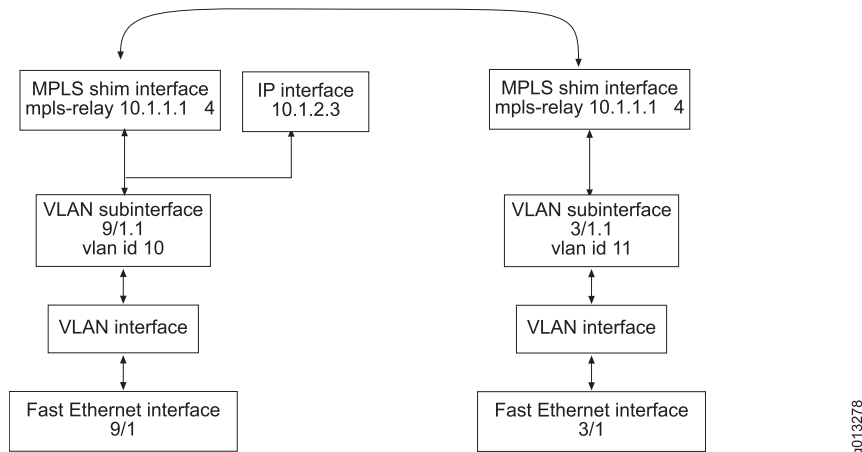 MPLS shim interface
mpls-relay 10.1.1.1 4
IP interface
10.1.2.3
MPLS shim interface
mpls-relay 10.1.1.1 4
VLAN subinterface
9/1.1
vlan id 10
VLAN subinterface
3/1.1
vlan id 11
VLAN interface
VLAN interface
Fast Ethernet interface
9/1
Fast Ethernet interface
3/1
g013278